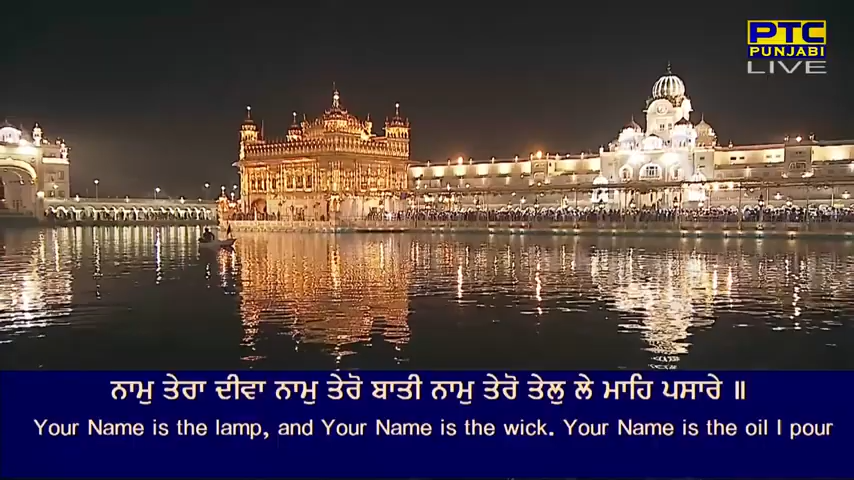 PTC
PUNJABI
LIVE
ਨਾਮੁ ਤੇਰਾ ਦੀਵਾ ਨਾਮੁ ਤੇਰੋ ਬਾਤੀ ਨਾਮੁ ਤੇਰੋ ਤੇਲੁ ਲੇ ਮਾਹਿ ਪਸਾਰੇ ॥
Your Name is the lamp, and Your Name is the wick. Your Name is the oil I pour